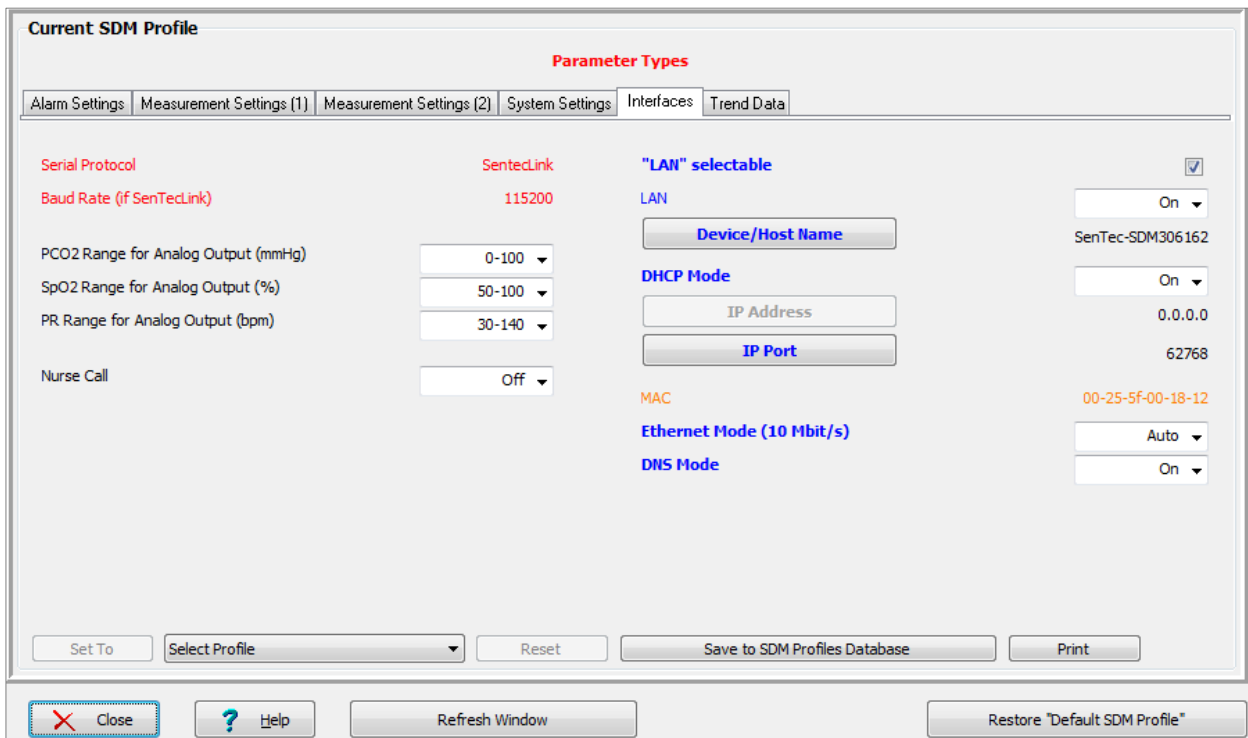 Current SDM Profile
Parameter Types
Alarm Settings Measurement Settings (1) Measurement Settings (2) System Settings Interfaces Trend Data
Serial Protocol SentecLink
Baud Rate (if SenTecLink) 115200
PCO2 Range for Analog Output (mmHg) 0-100
SpO2 Range for Analog Output (%) 50-100
PR Range for Analog Output (bpm) 30-140
Nurse Call Off
"LAN" selectable
LAN On
Device/Host Name SenTec-SDM306162
DHCP Mode On
IP Address 0.0.0.0
IP Port 62768
MAC 00-25-5f-00-18-12
Ethernet Mode (10 Mbit/s) Auto
DNS Mode On
Set To Select Profile Reset Save to SDM Profiles Database Print
Close Help Refresh Window Restore "Default SDM Profile"